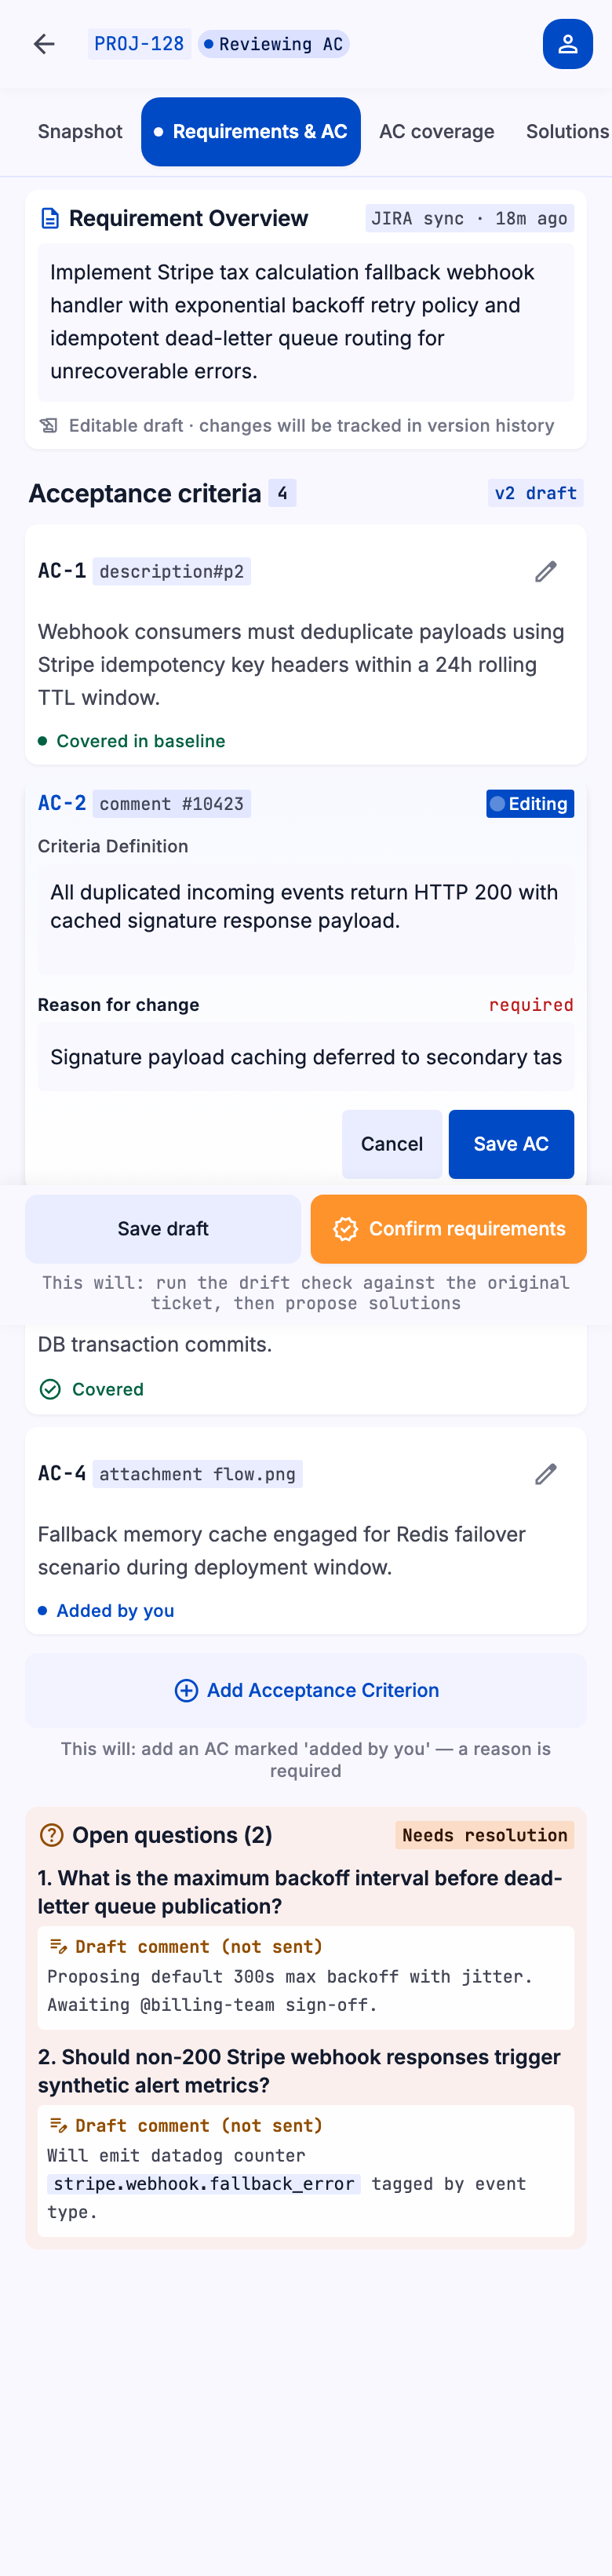 PROJ-128
Reviewing AC
Snapshot
Requirements & AC
AC coverage
Solutions
Requirement Overview
JIRA sync · 18m ago
Implement Stripe tax calculation fallback webhook
handler with exponential backoff retry policy and
idempotent dead-letter queue routing for
unrecoverable errors.
Editable draft · changes will be tracked in version history
Acceptance criteria 4
v2 draft
AC-1 description#p2
Webhook consumers must deduplicate payloads using
Stripe idempotency key headers within a 24h rolling
TTL window.
Covered in baseline
AC-2 comment #10423
Editing
Criteria Definition
All duplicated incoming events return HTTP 200 with
cached signature response payload.
Reason for change
required
Signature payload caching deferred to secondary tas
Cancel
Save AC
Save draft
Confirm requirements
This will: run the drift check against the original
ticket, then propose solutions
DB transaction commits.
Covered
AC-4 attachment flow.png
Fallback memory cache engaged for Redis failover
scenario during deployment window.
Added by you
Add Acceptance Criterion
This will: add an AC marked 'added by you' — a reason is
required
Open questions (2)
Needs resolution
1. What is the maximum backoff interval before dead-
letter queue publication?
Draft comment (not sent)
Proposing default 300s max backoff with jitter.
Awaiting @billing-team sign-off.
2. Should non-200 Stripe webhook responses trigger
synthetic alert metrics?
Draft comment (not sent)
Will emit datadog counter
stripe.webhook.fallback_error tagged by event
type.